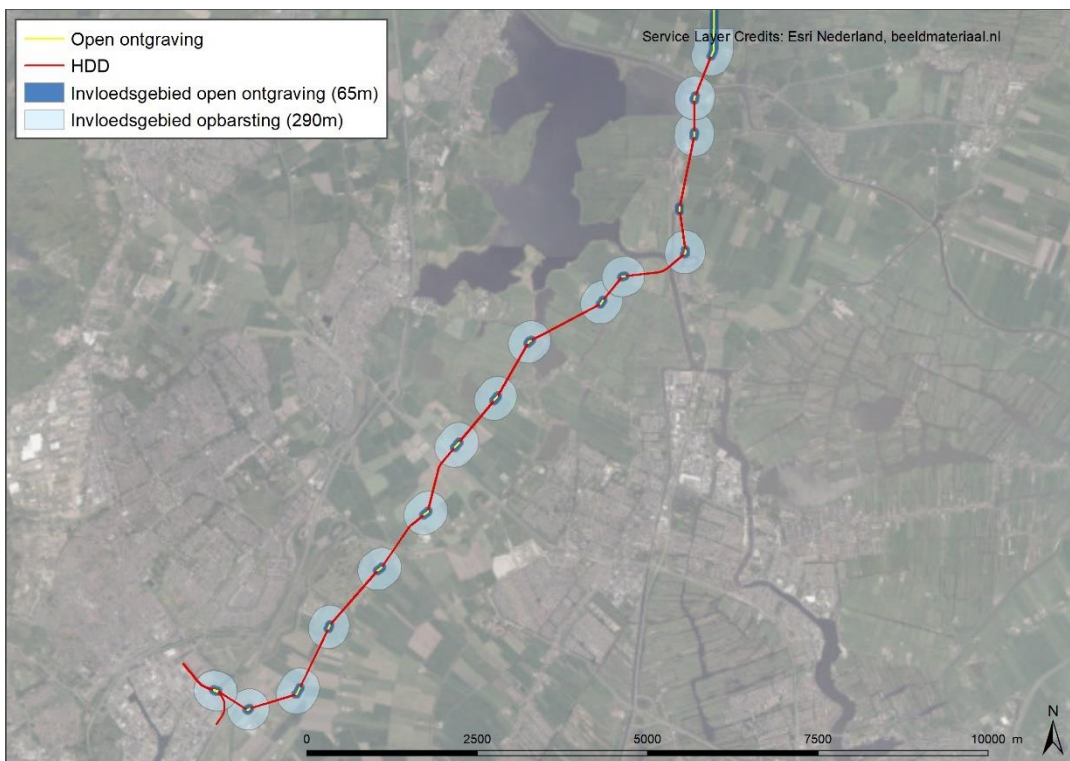 Open ontgraving
HDD
Invloedsgebied open ontgraving (65m)
Invloedsgebied opbarsting (290m)
Service Layer Credits: Esri Nederland, beeldmateriaal.nl
N
0 2500 5000 7500 10000 m